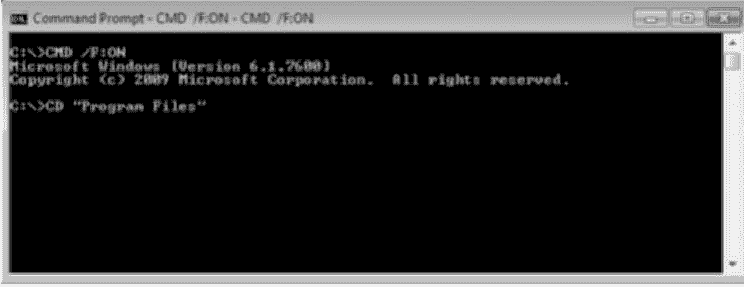 Command Prompt - CMD /F:ON - CMD /F:ON
C:\>CMD /F:ON
Microsoft Windows [Version 6.1.7600]
Copyright (c) 2009 Microsoft Corporation. All rights reserved.
C:\>CD "Program Files"